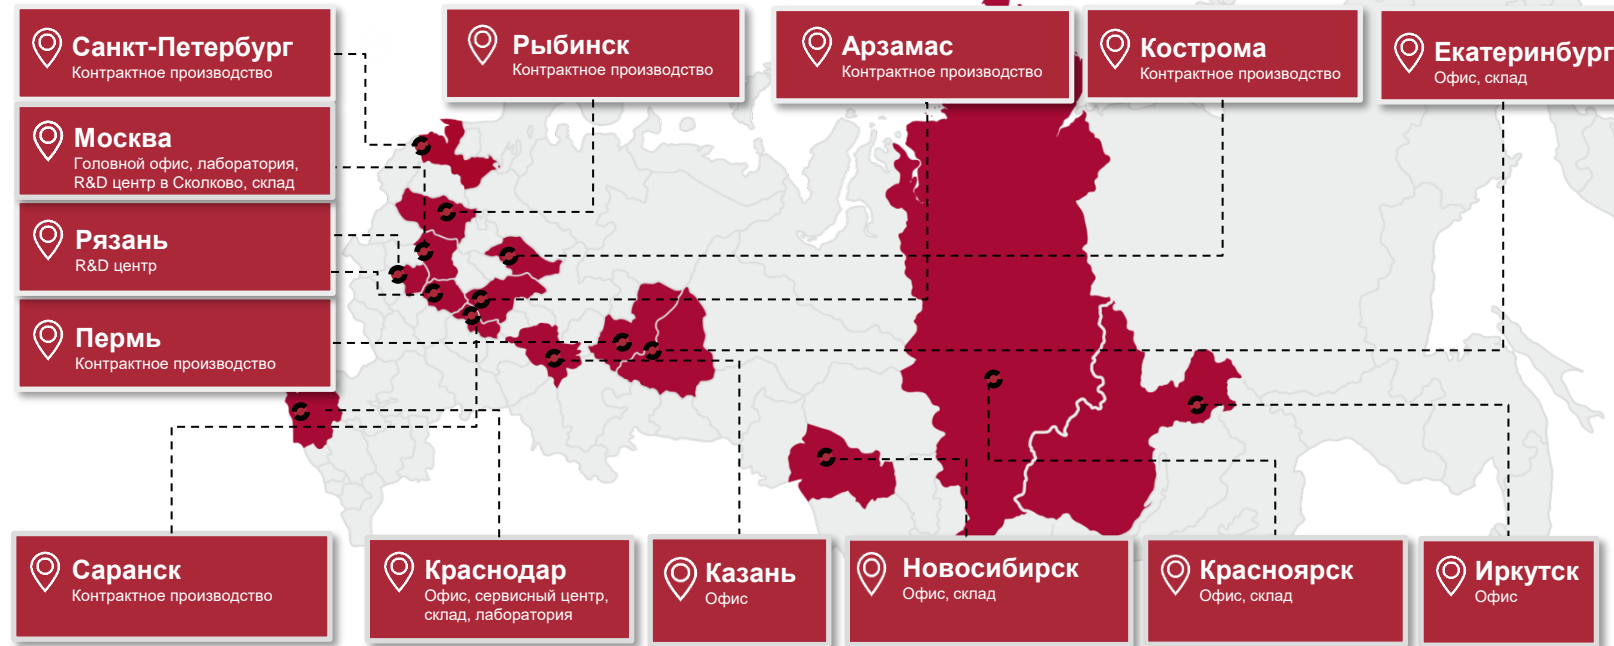 Санкт-Петербург
Контрактное производство
Рыбинск
Контрактное производство
Арзамас
Контрактное производство
Кострома
Контрактное производство
Екатеринбург
Офис, склад
Москва
Головной офис, лаборатория,
R&D центр в Сколково, склад
Рязань
R&D центр
Пермь
Контрактное производство
Саранск
Контрактное производство
Краснодар
Офис, сервисный центр,
склад, лаборатория
Казань
Офис
Новосибирск
Офис, склад
Красноярск
Офис, склад
Иркутск
Офис